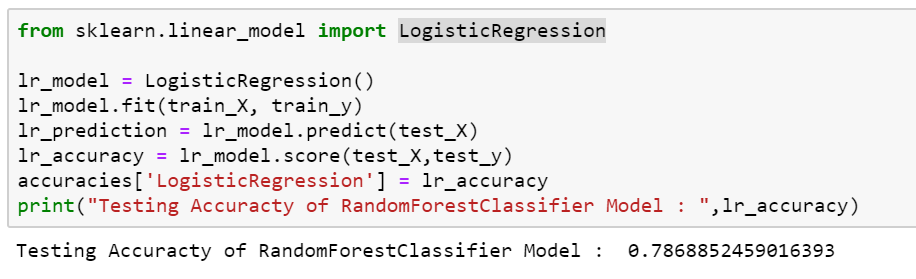 from sklearn.linear_model import LogisticRegression
lr_model = LogisticRegression()
lr_model.fit(train_X, train_y)
lr_prediction = lr_model.predict(test_X)
lr_accuracy = lr_model.score(test_X,test_y)
accuracies['LogisticRegression'] = lr_accuracy
print("Testing Accuracty of RandomForestClassifier Model : ",lr_accuracy)
Testing Accuracty of RandomForestClassifier Model :  0.7868852459016393